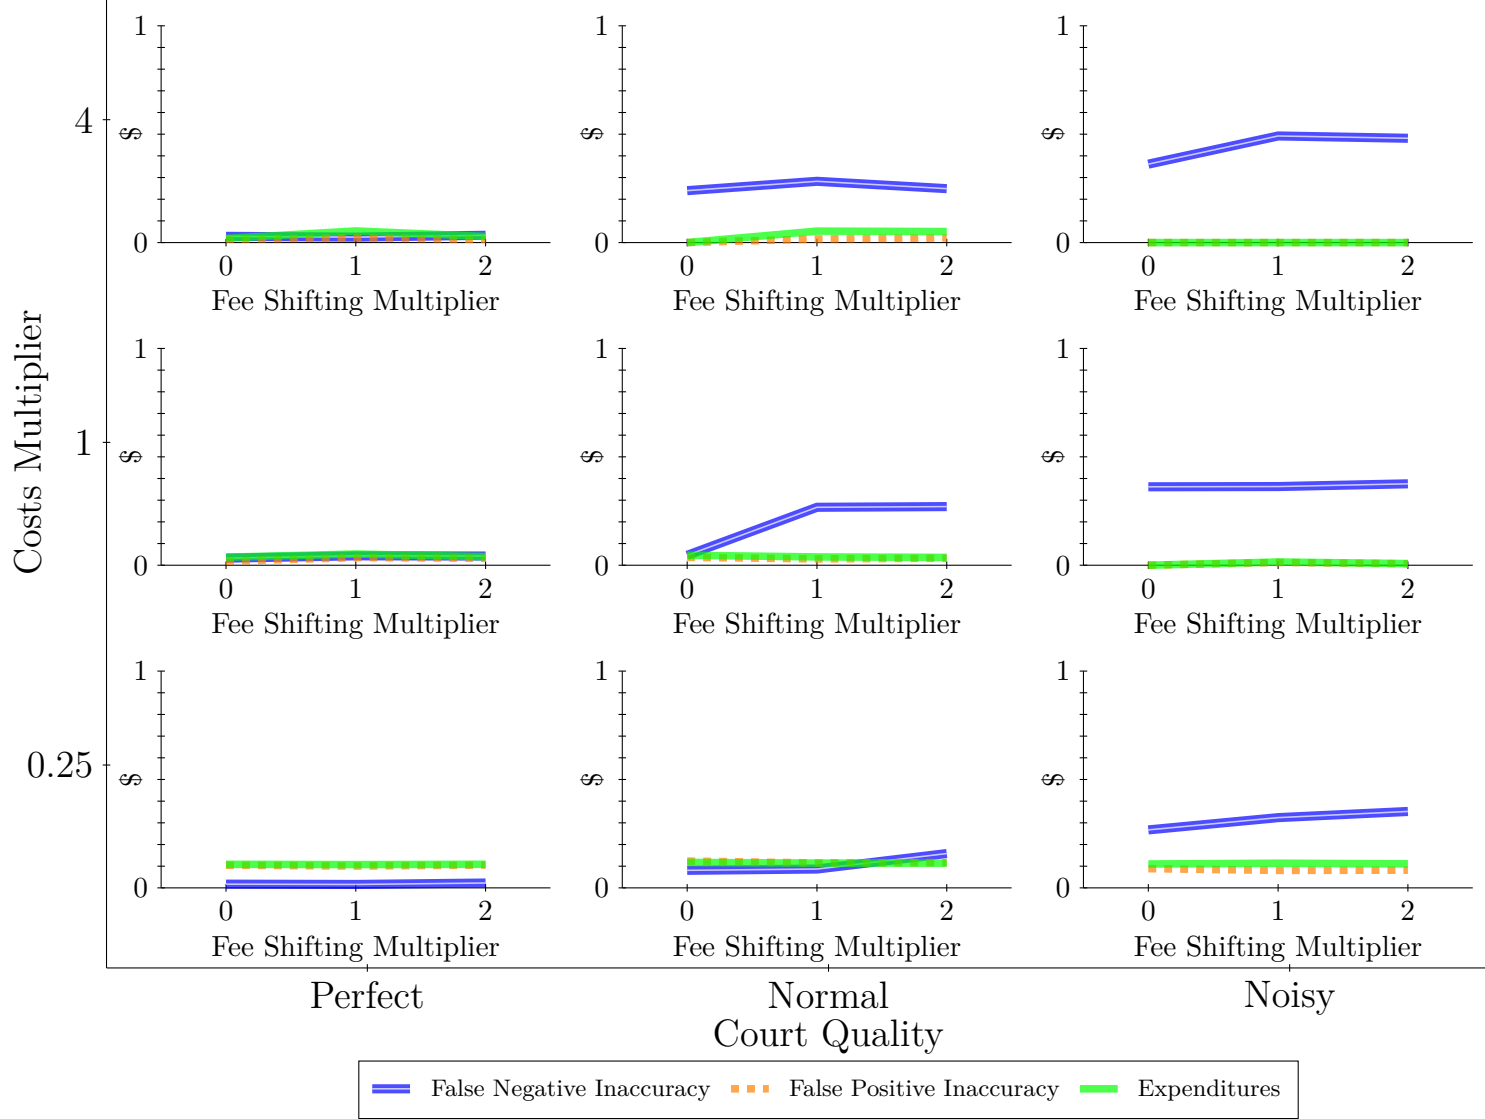 Costs Multiplier
4
1
$
0
0 1 2
Fee Shifting Multiplier
1
$
0
0 1 2
Fee Shifting Multiplier
1
$
0
0 1 2
Fee Shifting Multiplier
1
1
$
0
0 1 2
Fee Shifting Multiplier
1
$
0
0 1 2
Fee Shifting Multiplier
1
$
0
0 1 2
Fee Shifting Multiplier
0.25
1
$
0
0 1 2
Fee Shifting Multiplier
1
$
0
0 1 2
Fee Shifting Multiplier
1
$
0
0 1 2
Fee Shifting Multiplier
Perfect Normal Noisy
Court Quality
False Negative Inaccuracy False Positive Inaccuracy Expenditures